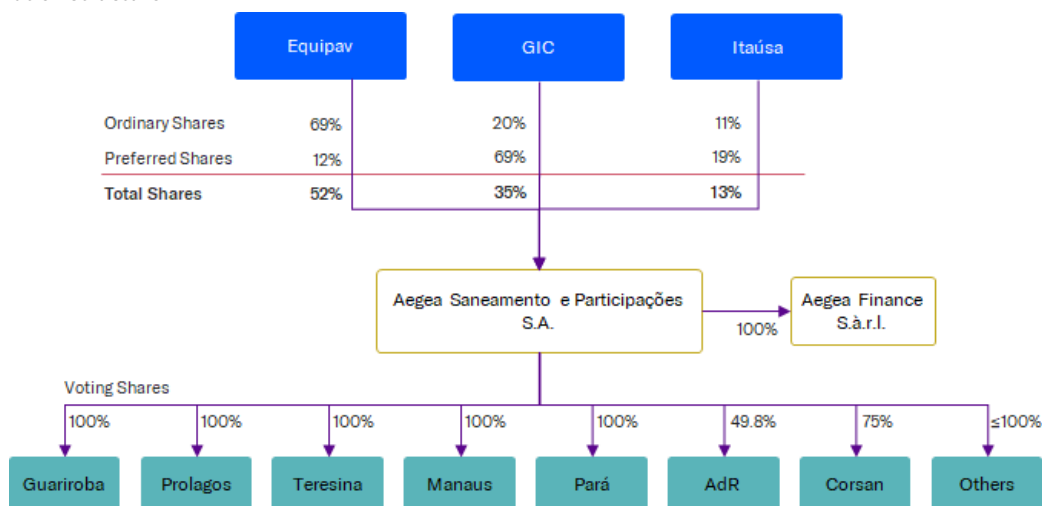 Equipav GIC Itaúsa
Ordinary Shares 69% 20% 11%
Preferred Shares 12% 69% 19%
Total Shares 52% 35% 13%
Aegea Saneamento e Participações
S.A.
Aegea Finance
S.à.r.l.
100%
Voting Shares
100% 100% 100% 100% 100% 49.8% 75% ≤100%
Guariroba Prolagos Teresina Manaus Pará AdR Corsan Others